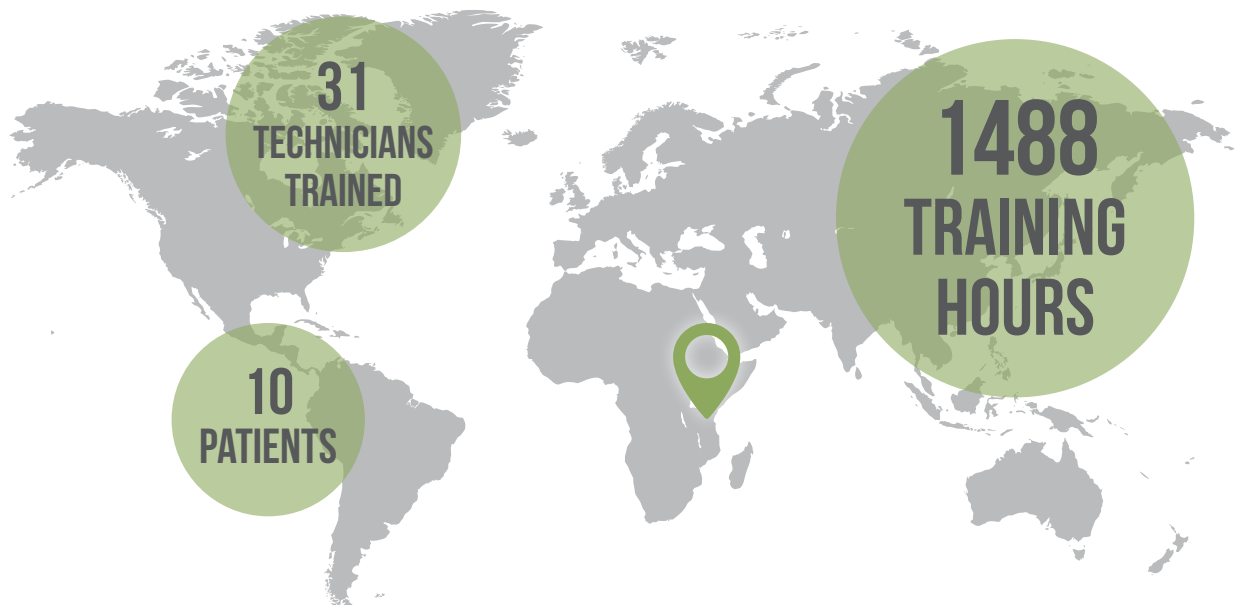 31
TECHNICIANS
TRAINED
1488
TRAINING
HOURS
10
PATIENTS